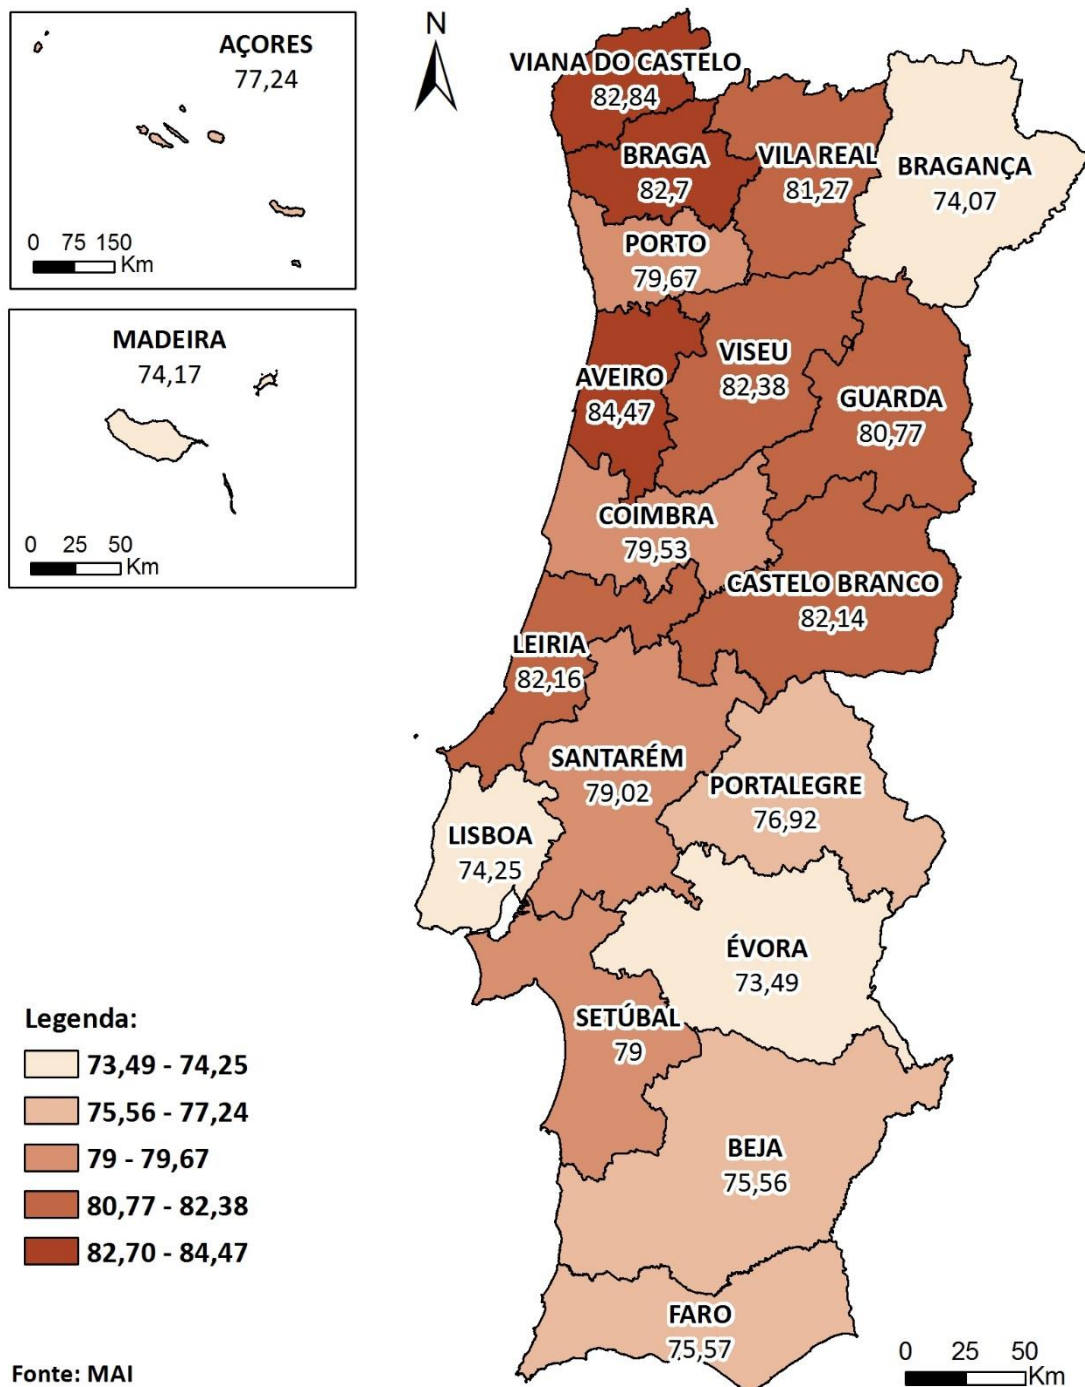 AÇORES
77,24
0 75 150
Km
MADEIRA
74,17
0 25 50
Km
N
VIANA DO CASTELO
82,84
BRAGA
82,7
VILA REAL
81,27
BRAGANÇA
74,07
PORTO
79,67
AVEIRO
84,47
VISEU
82,38
GUARDA
80,77
COIMBRA
79,53
CASTELO BRANCO
82,14
LEIRIA
82,16
SANTARÉM
79,02
PORTALEGRE
76,92
LISBOA
74,25
ÉVORA
73,49
SETÚBAL
79
BEJA
75,56
FARO
75,57
Legenda:
73,49 - 74,25
75,56 - 77,24
79 - 79,67
80,77 - 82,38
82,70 - 84,47
Fonte: MAI
0 25 50
Km